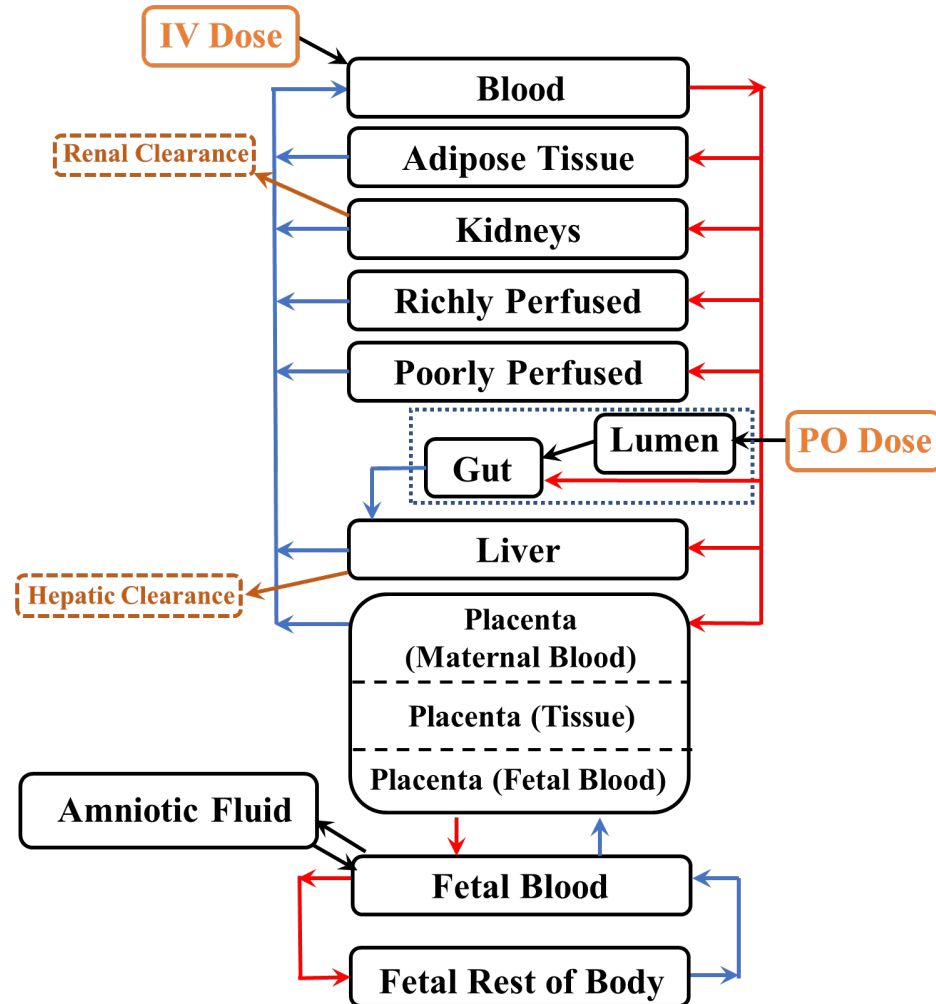 IV Dose
Blood
Renal Clearance
Adipose Tissue
Kidneys
Richly Perfused
Poorly Perfused
Lumen
PO Dose
Gut
Liver
Hepatic Clearance
Placenta
(Maternal Blood)
Placenta (Tissue)
Placenta (Fetal Blood)
Amniotic Fluid
Fetal Blood
Fetal Rest of Body